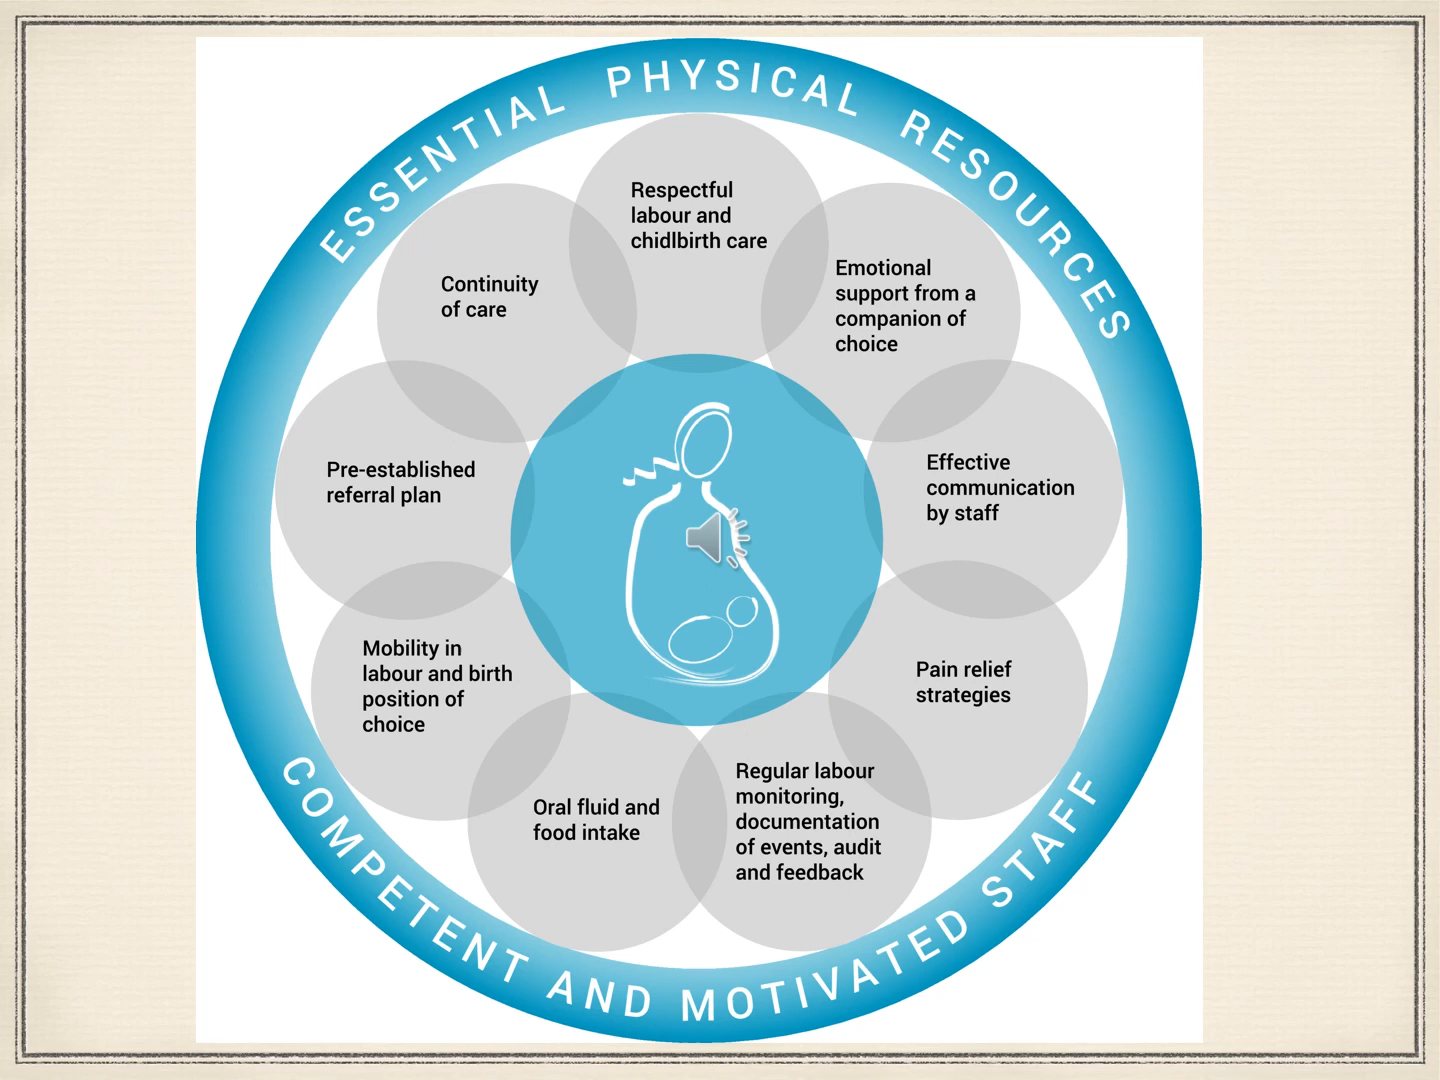 ESSENTIAL PHYSICAL RESOURCES
Respectful
labour and
chidlbirth care
Emotional
support from a
companion of
choice
Effective
communication
by staff
Pain relief
strategies
Regular labour
monitoring,
documentation
of events, audit
and feedback
Oral fluid and
food intake
Mobility in
labour and birth
position of
choice
Pre-established
referral plan
Continuity
of care
COMPETENT AND MOTIVATED STAFF